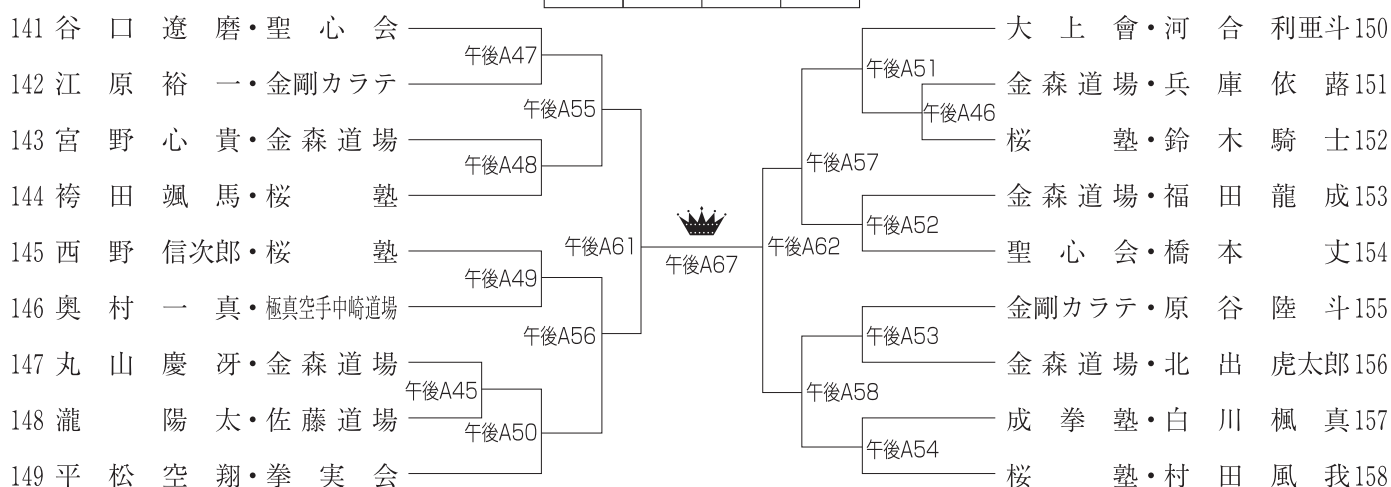 141 谷口遼磨・聖心会
142 江原裕一・金剛カラテ
143 宮野心貴・金森道場
144 袴田颯馬・桜塾
145 西野信次郎・桜塾
146 奥村一真・極真空手中崎道場
147 丸山慶冴・金森道場
148 瀧陽太・佐藤道場
149 平松空翔・拳実会
午後A47
午後A48
午後A49
午後A45
午後A50
午後A55
午後A56
午後A61
午後A67
午後A62
午後A57
午後A58
午後A51
午後A46
午後A52
午後A53
午後A54
大上會・河合利亜斗 150
金森道場・兵庫依蕗 151
桜塾・鈴木騎士 152
金森道場・福田龍成 153
聖心会・橋本丈 154
金剛カラテ・原谷陸斗 155
金森道場・北出虎太郎 156
成拳塾・白川楓真 157
桜塾・村田風我 158